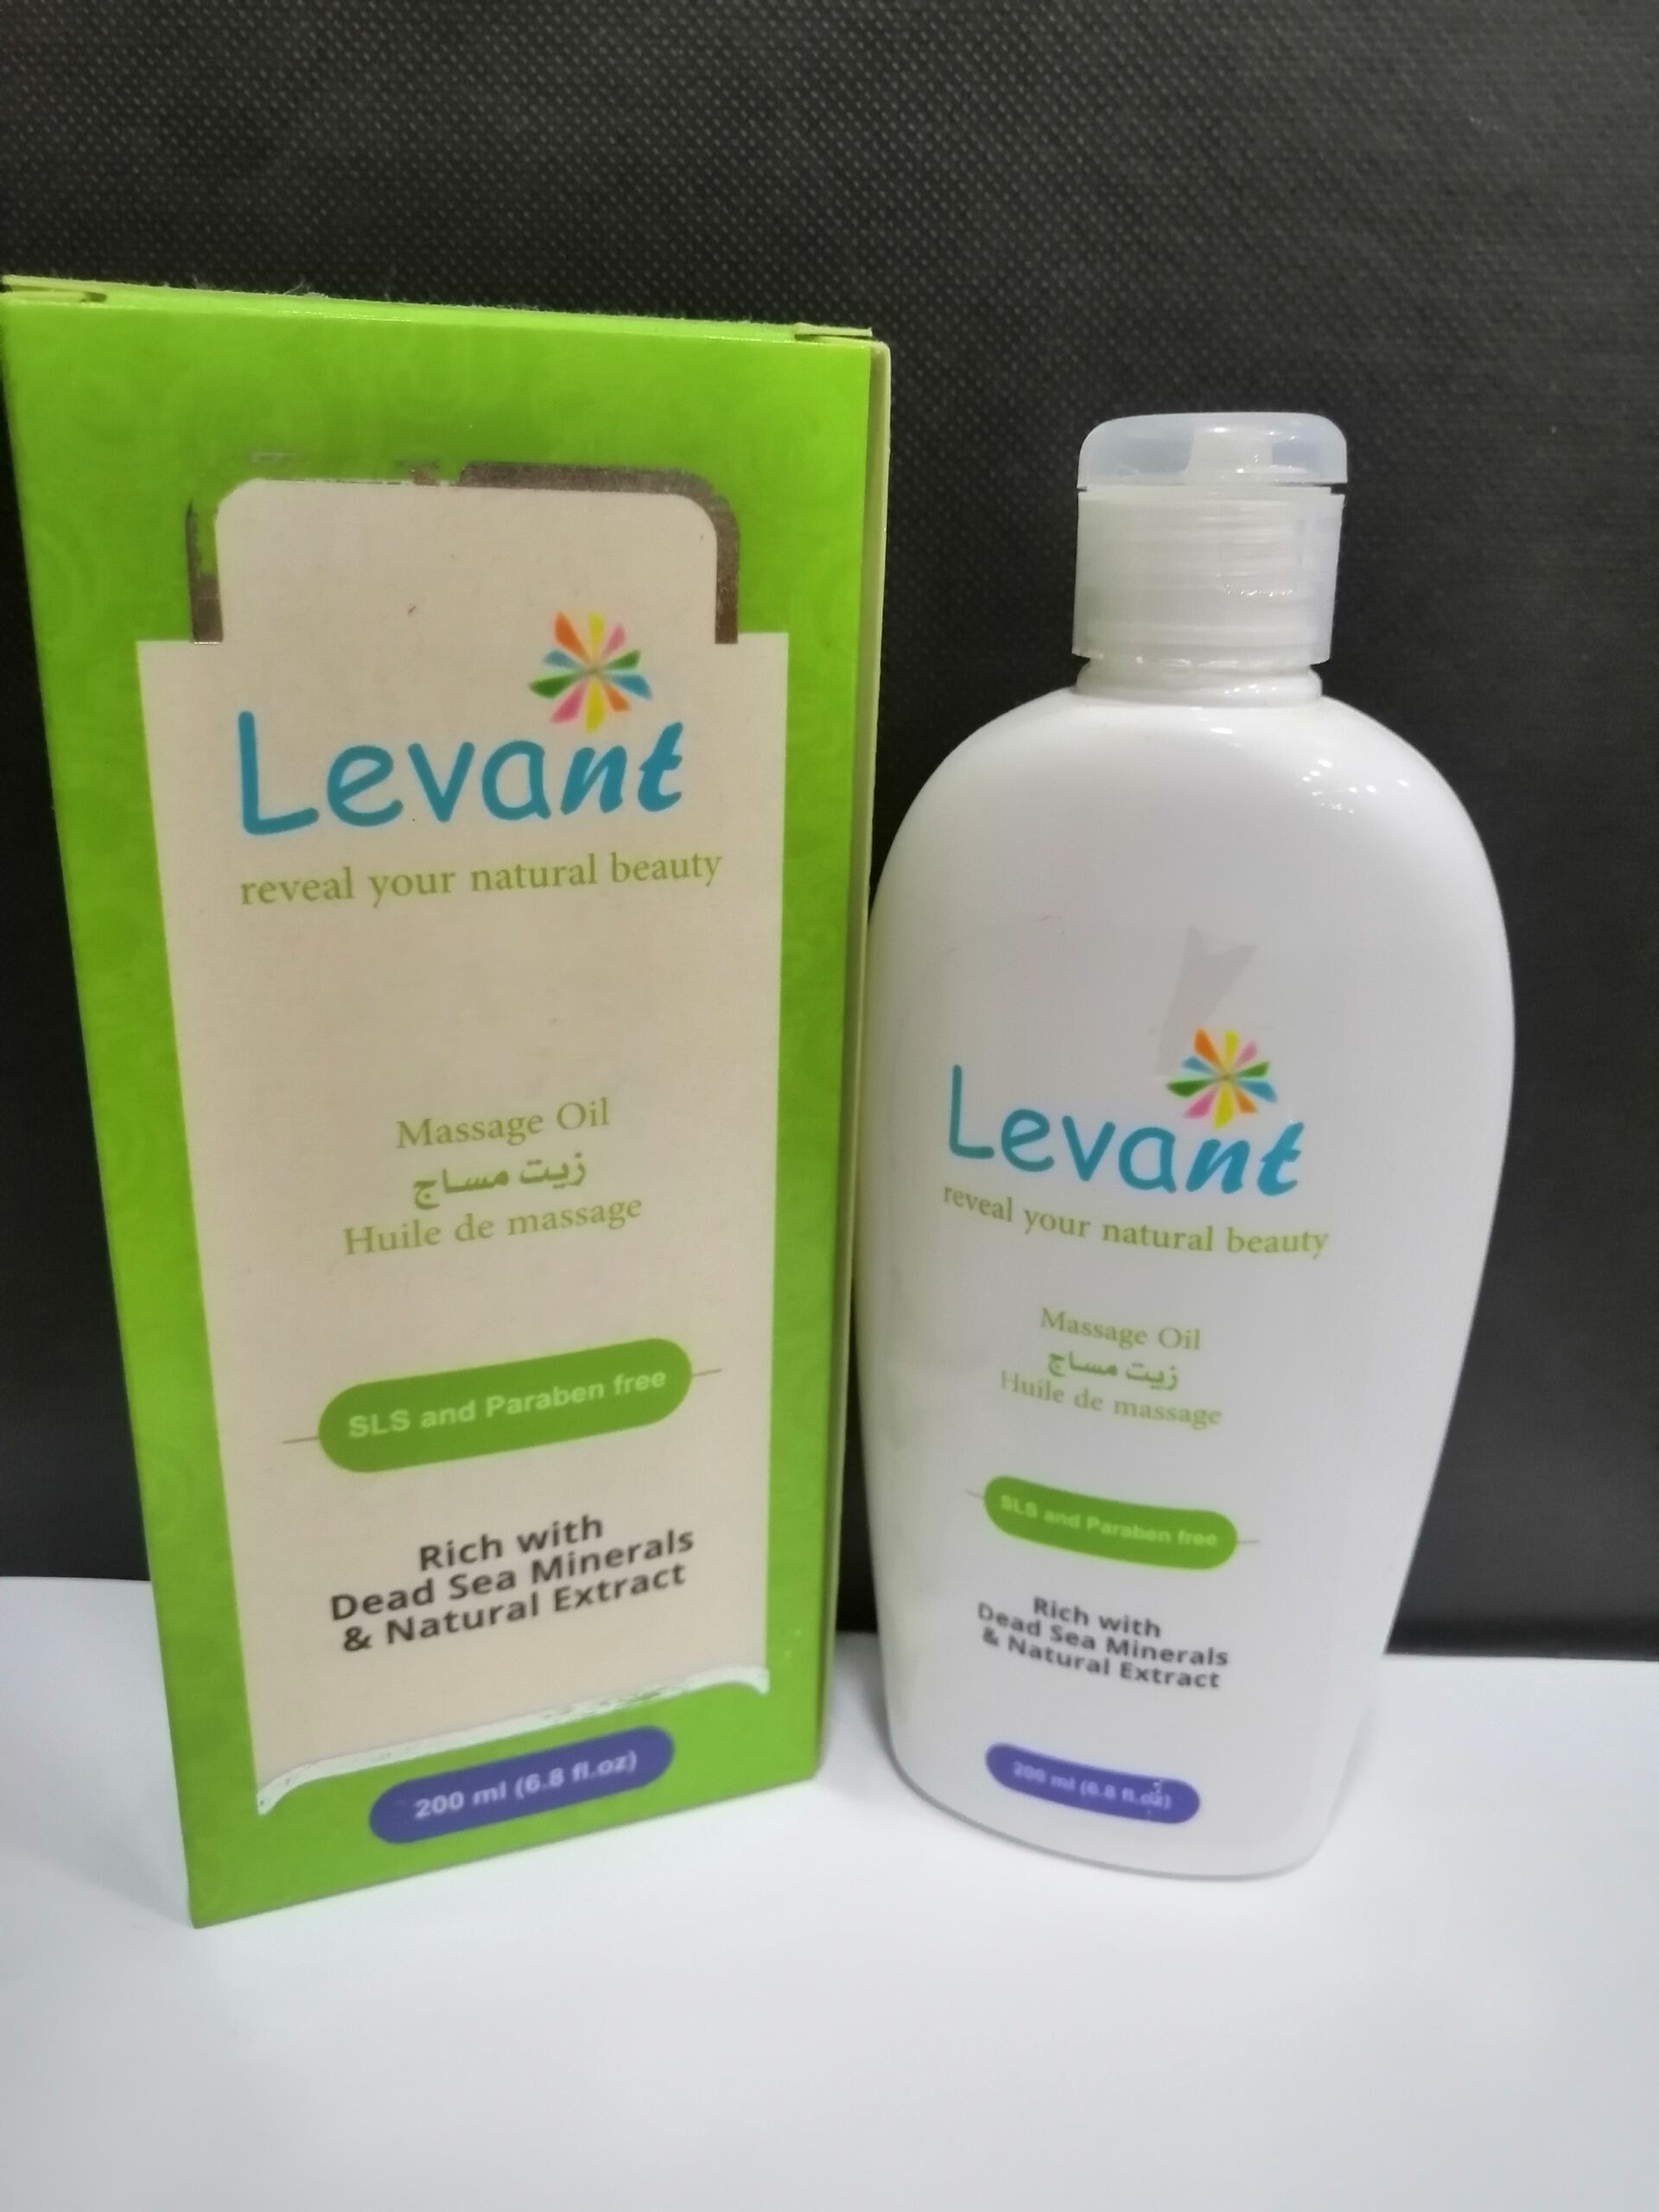 Levant
reveal your natural beauty
Massage Oil
زيت مساج
Huile de massage
SLS and Paraben free
Rich with
Dead Sea Minerals
& Natural Extract
200 ml (6.8 fl.oz)
Levant
reveal your natural beauty
Massage Oil
زيت مساج
Huile de massage
SLS and Paraben free
Rich with
Dead Sea Minerals
& Natural Extract
200 ml (6.8 fl.oz)